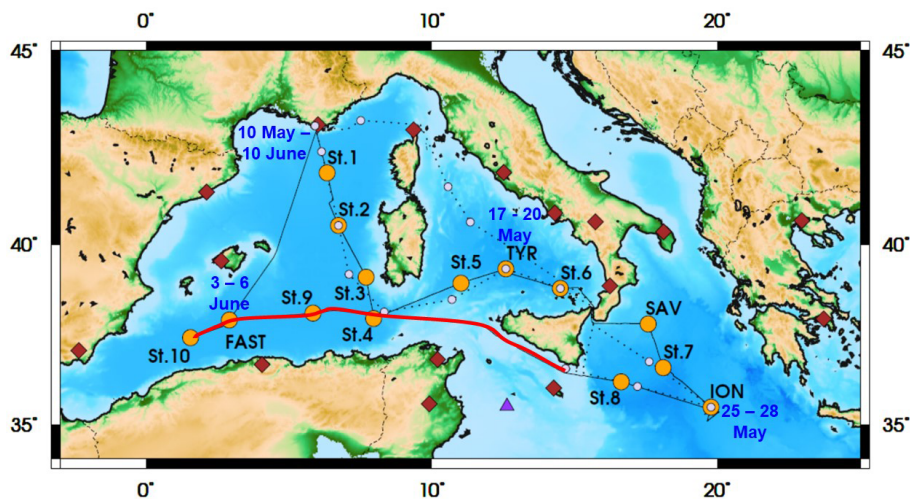 0°
10°
20°
45°
45°
10 May –
10 June
St.1
St.2
17 - 20
May
TYR
40°
40°
3 – 6
June
St.3
St.5
St.6
St.9
SAV
St.10
FAST
St.4
St.7
St.8
ION
25 – 28
May
35°
35°
0°
10°
20°